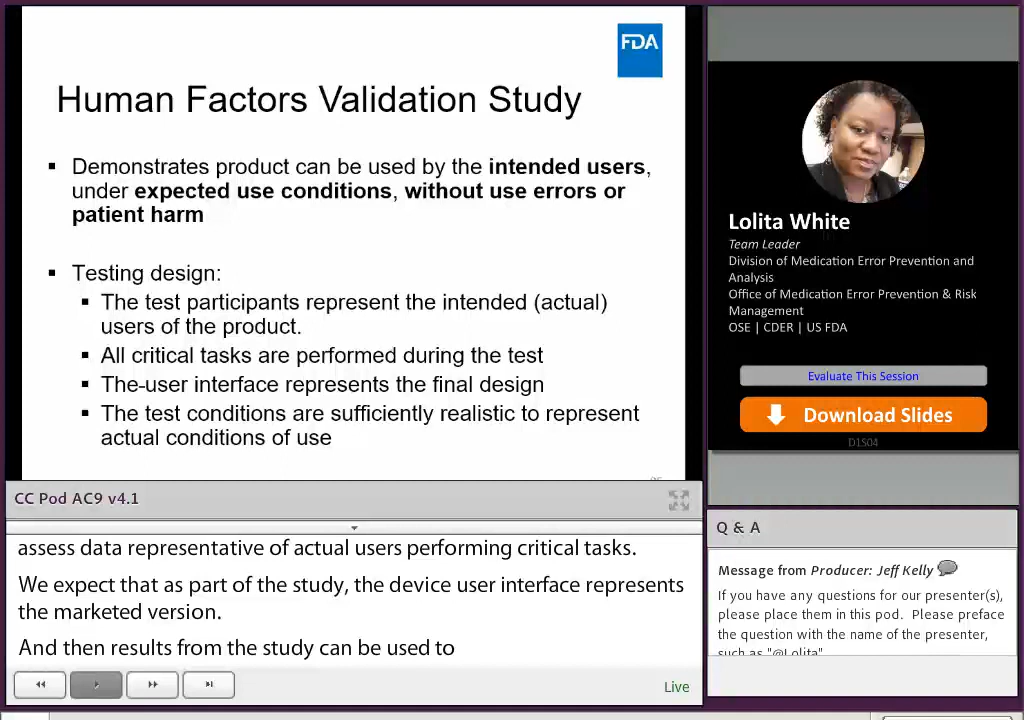 FDA
Human Factors Validation Study
▪ Demonstrates product can be used by the intended users,
under expected use conditions, without use errors or
patient harm
▪ Testing design:
▪ The test participants represent the intended (actual)
users of the product.
▪ All critical tasks are performed during the test
▪ The-user interface represents the final design
▪ The test conditions are sufficiently realistic to represent
actual conditions of use
CC Pod AC9 v4.1
assess data representative of actual users performing critical tasks.
We expect that as part of the study, the device user interface represents
the marketed version.
And then results from the study can be used to
Live
Lolita White
Team Leader
Division of Medication Error Prevention and
Analysis
Office of Medication Error Prevention & Risk
Management
OSE | CDER | US FDA
Evaluate This Session
Download Slides
D1S04
Q & A
Message from Producer: Jeff Kelly
If you have any questions for our presenter(s),
please place them in this pod. Please preface
the question with the name of the presenter,
such as "@Lolita"